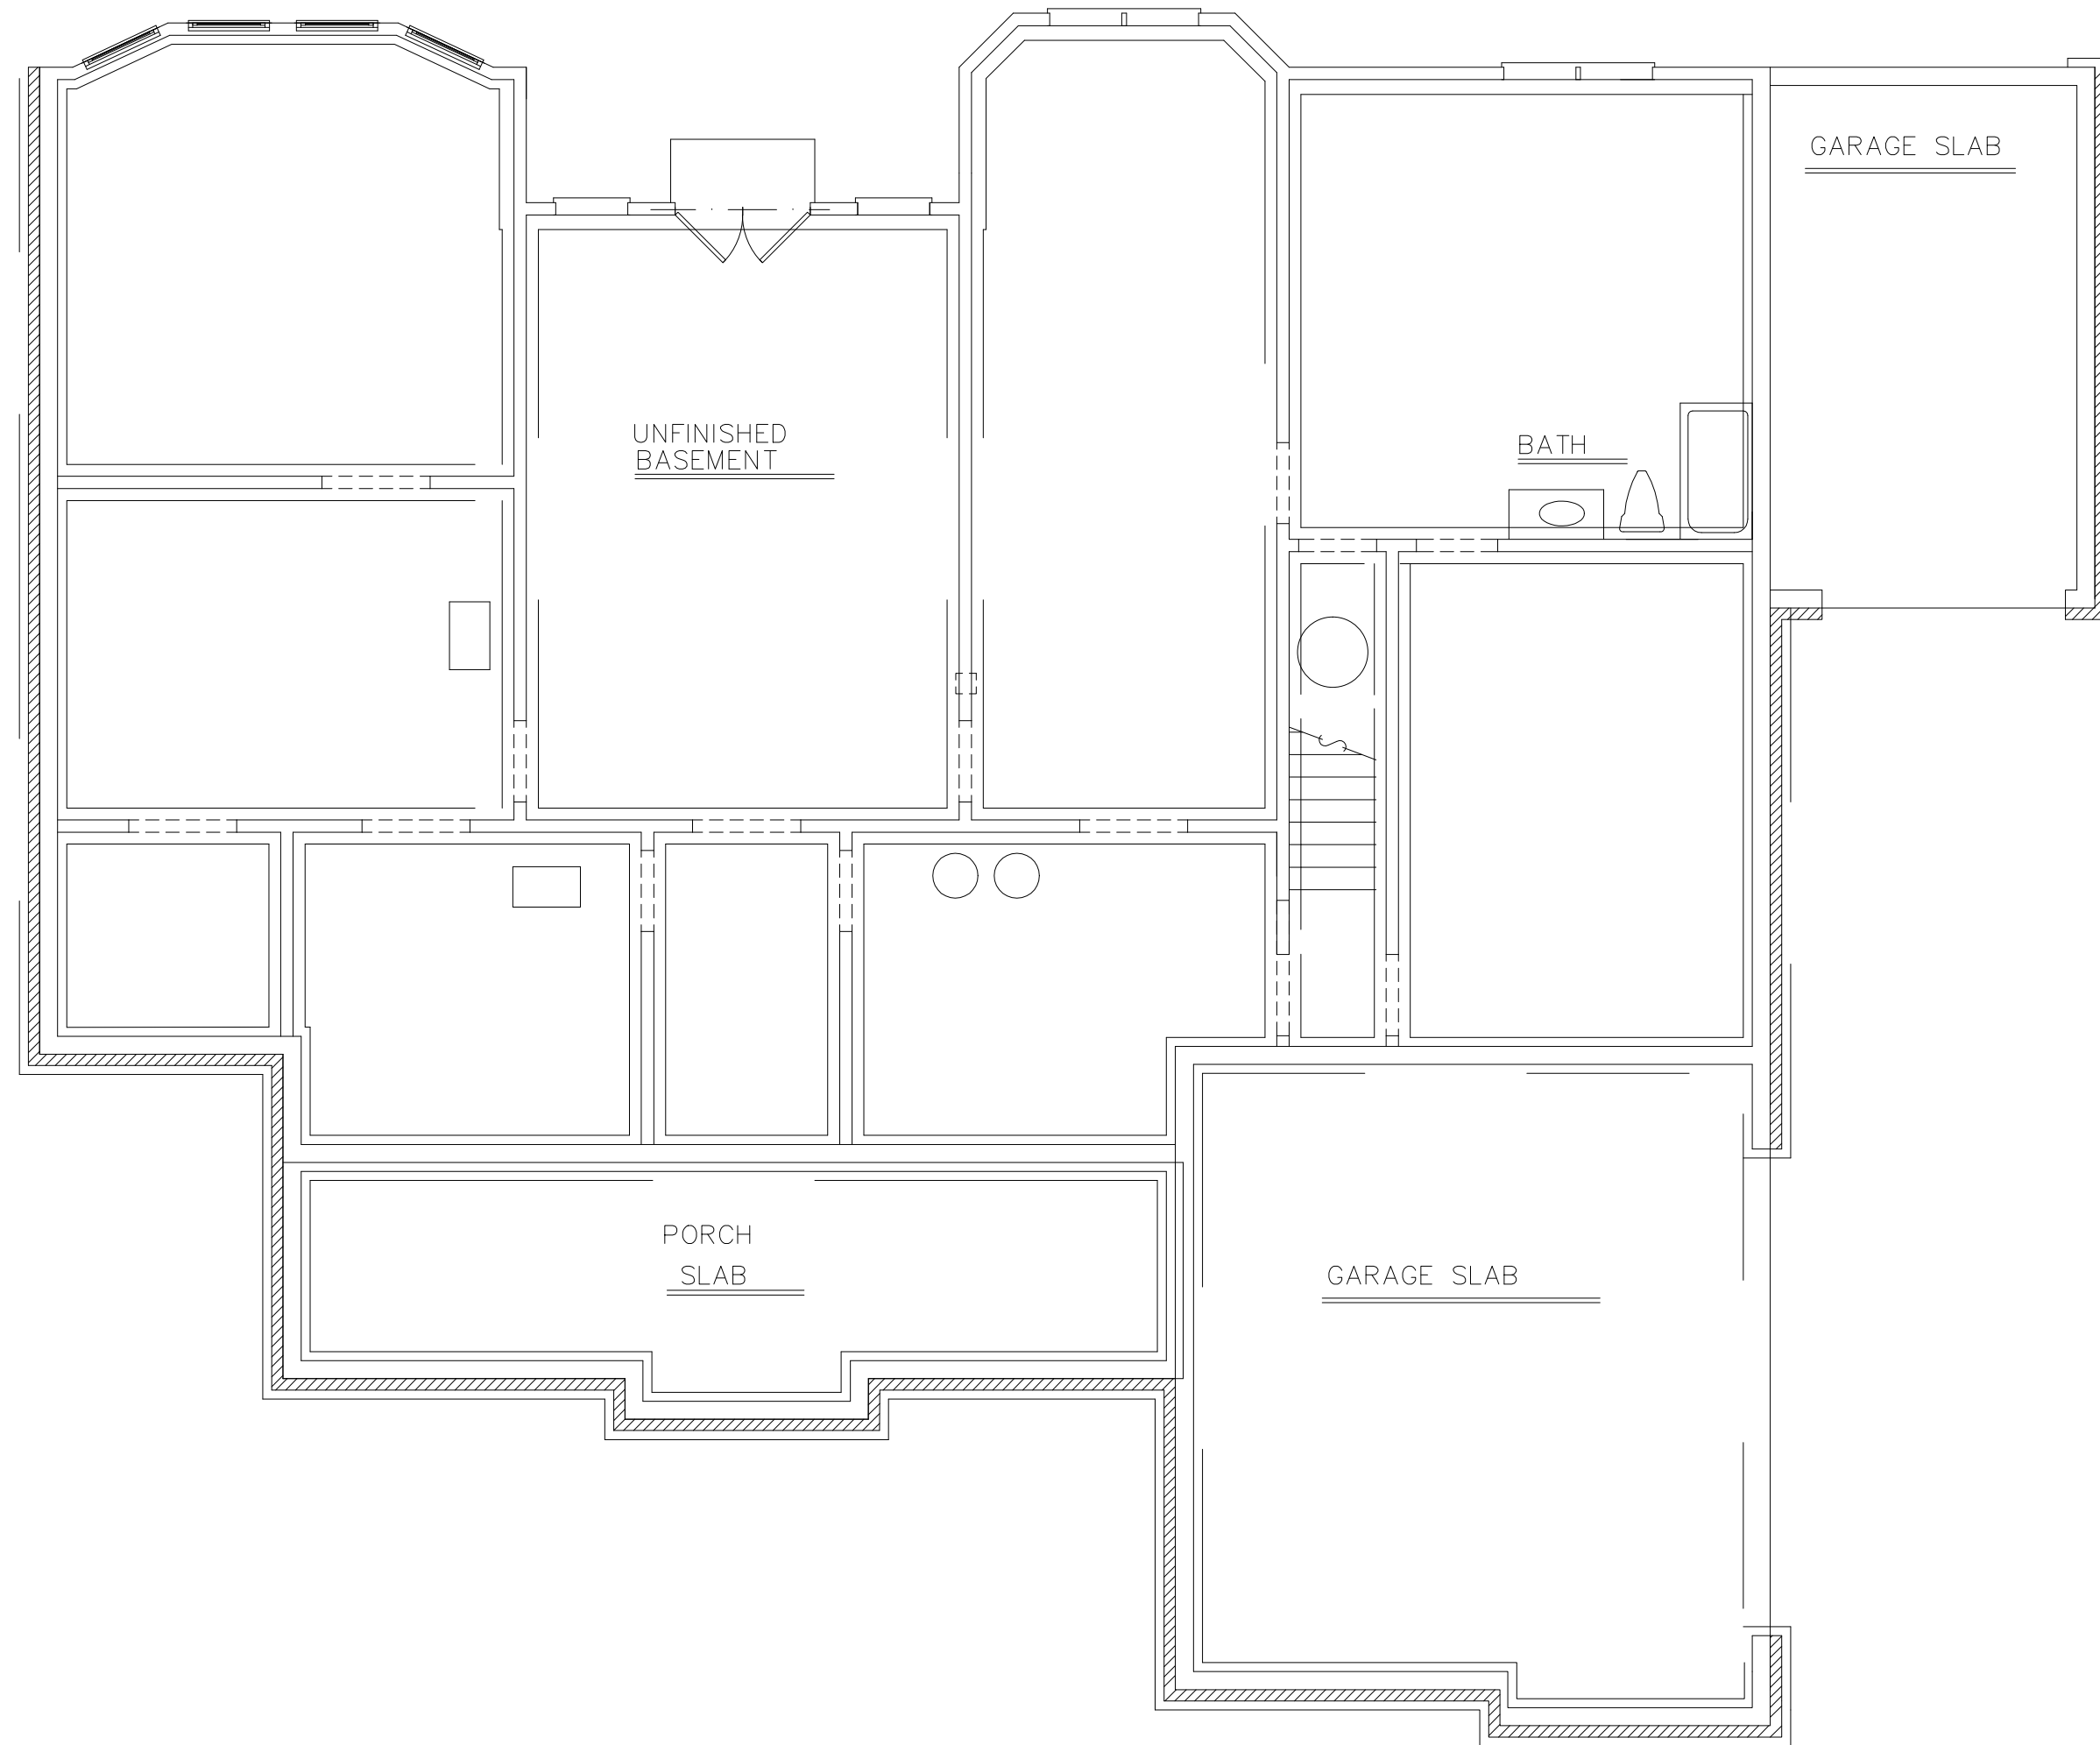 GARAGE SLAB
UNFINISHED
BASEMENT
BATH
PORCH
SLAB
GARAGE SLAB